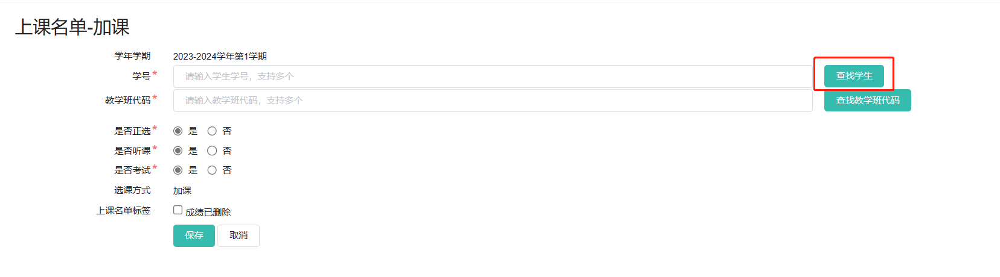 上课名单-加课
学年学期 2023-2024学年第1学期
学号* 请输入学生学号，支持多个 查找学生
教学班代码* 请输入教学班代码，支持多个 查找教学班代码
是否正选* 是 否
是否听课* 是 否
是否考试* 是 否
选课方式 加课
上课名单标签 成绩已删除
保存 取消